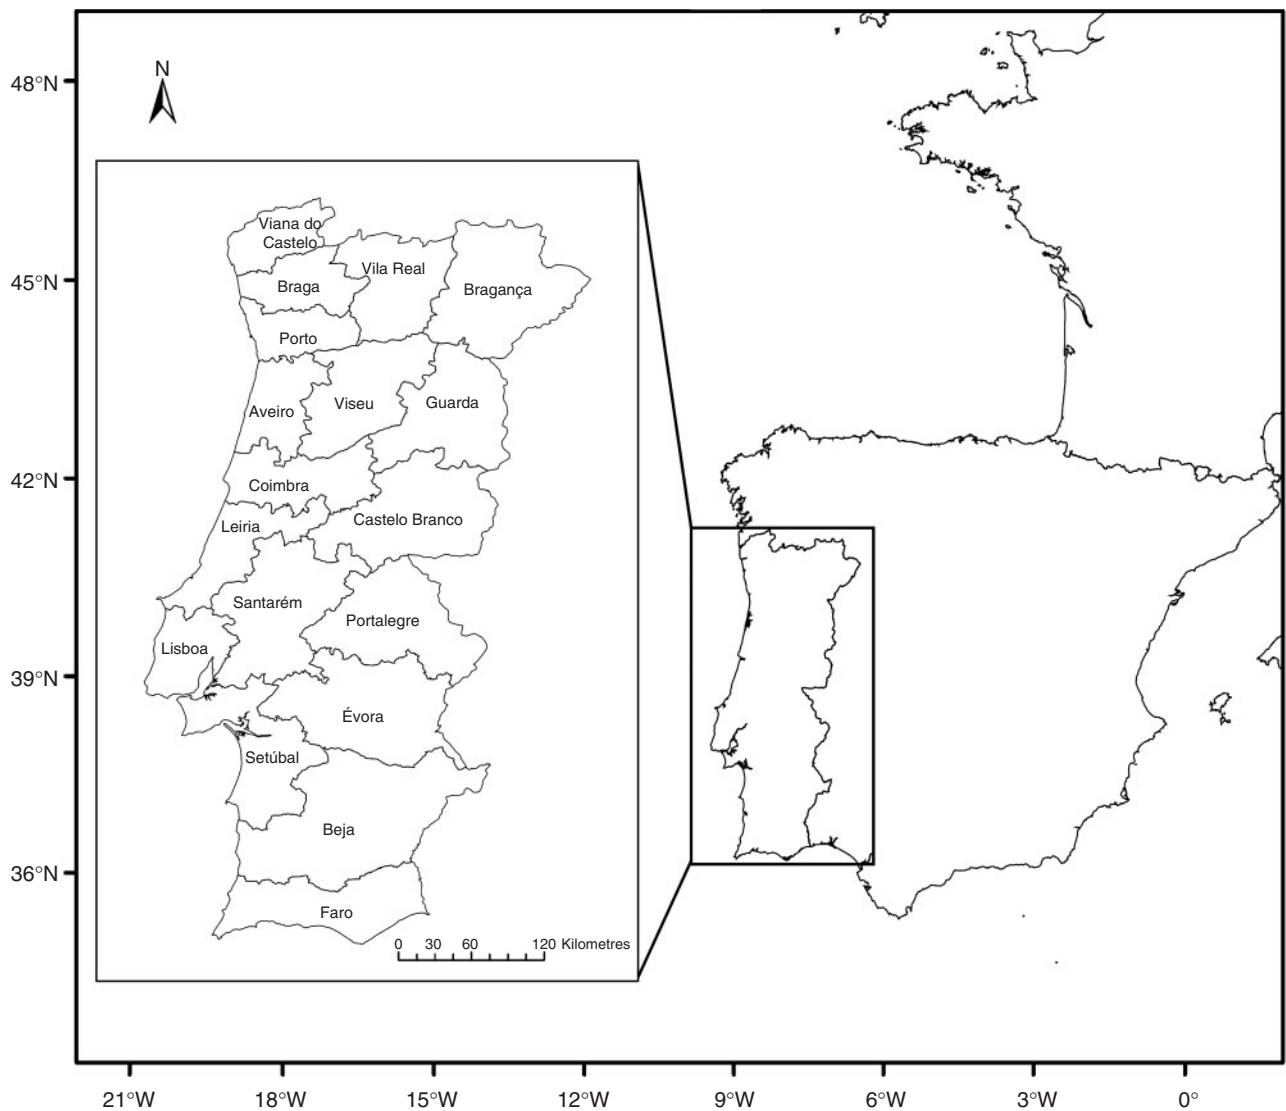 48°N
N
45°N
42°N
39°N
36°N
Viana do
Castelo
Braga
Vila Real
Bragança
Porto
Aveiro
Viseu
Guarda
Coimbra
Leiria
Castelo Branco
Santarém
Portalegre
Lisboa
Évora
Setúbal
Beja
Faro
0 30 60 120 Kilometres
21°W 18°W 15°W 12°W 9°W 6°W 3°W 0°